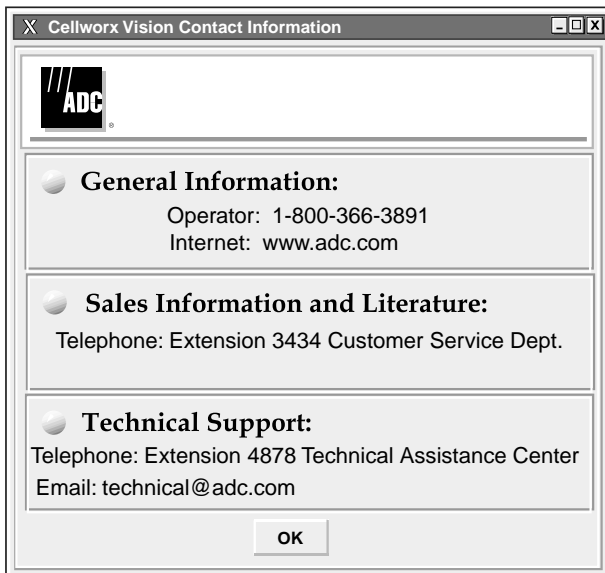 X Cellworx Vision Contact Information
ADC
®
General Information:
Operator: 1-800-366-3891
Internet: www.adc.com
Sales Information and Literature:
Telephone: Extension 3434 Customer Service Dept.
Technical Support:
Telephone: Extension 4878 Technical Assistance Center
Email: technical@adc.com
OK